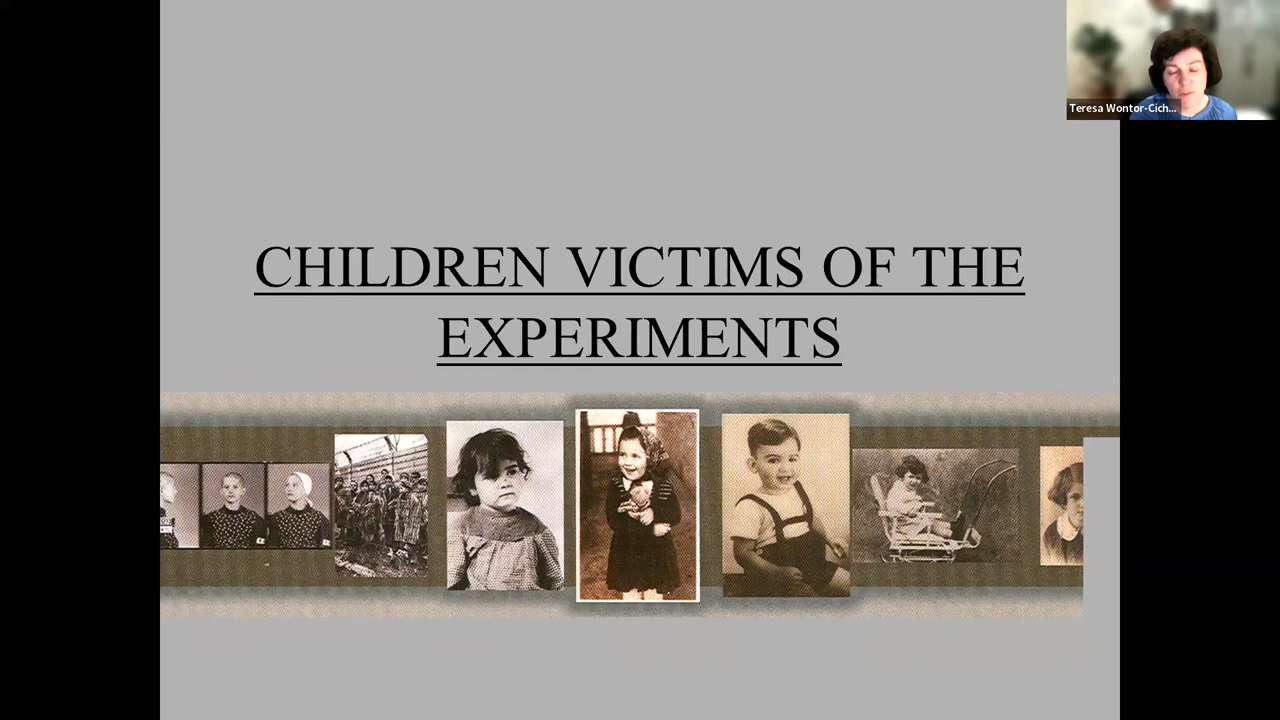 Teresa Wontor-Cich...
CHILDREN VICTIMS OF THE
EXPERIMENTS